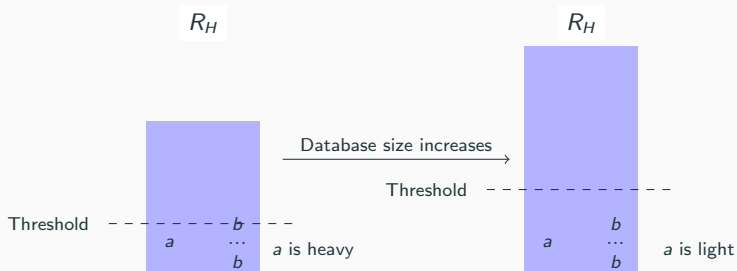 R_H
R_H
Database size increases
Threshold
Threshold
b
a
...
b
a is heavy
b
a
...
b
a is light